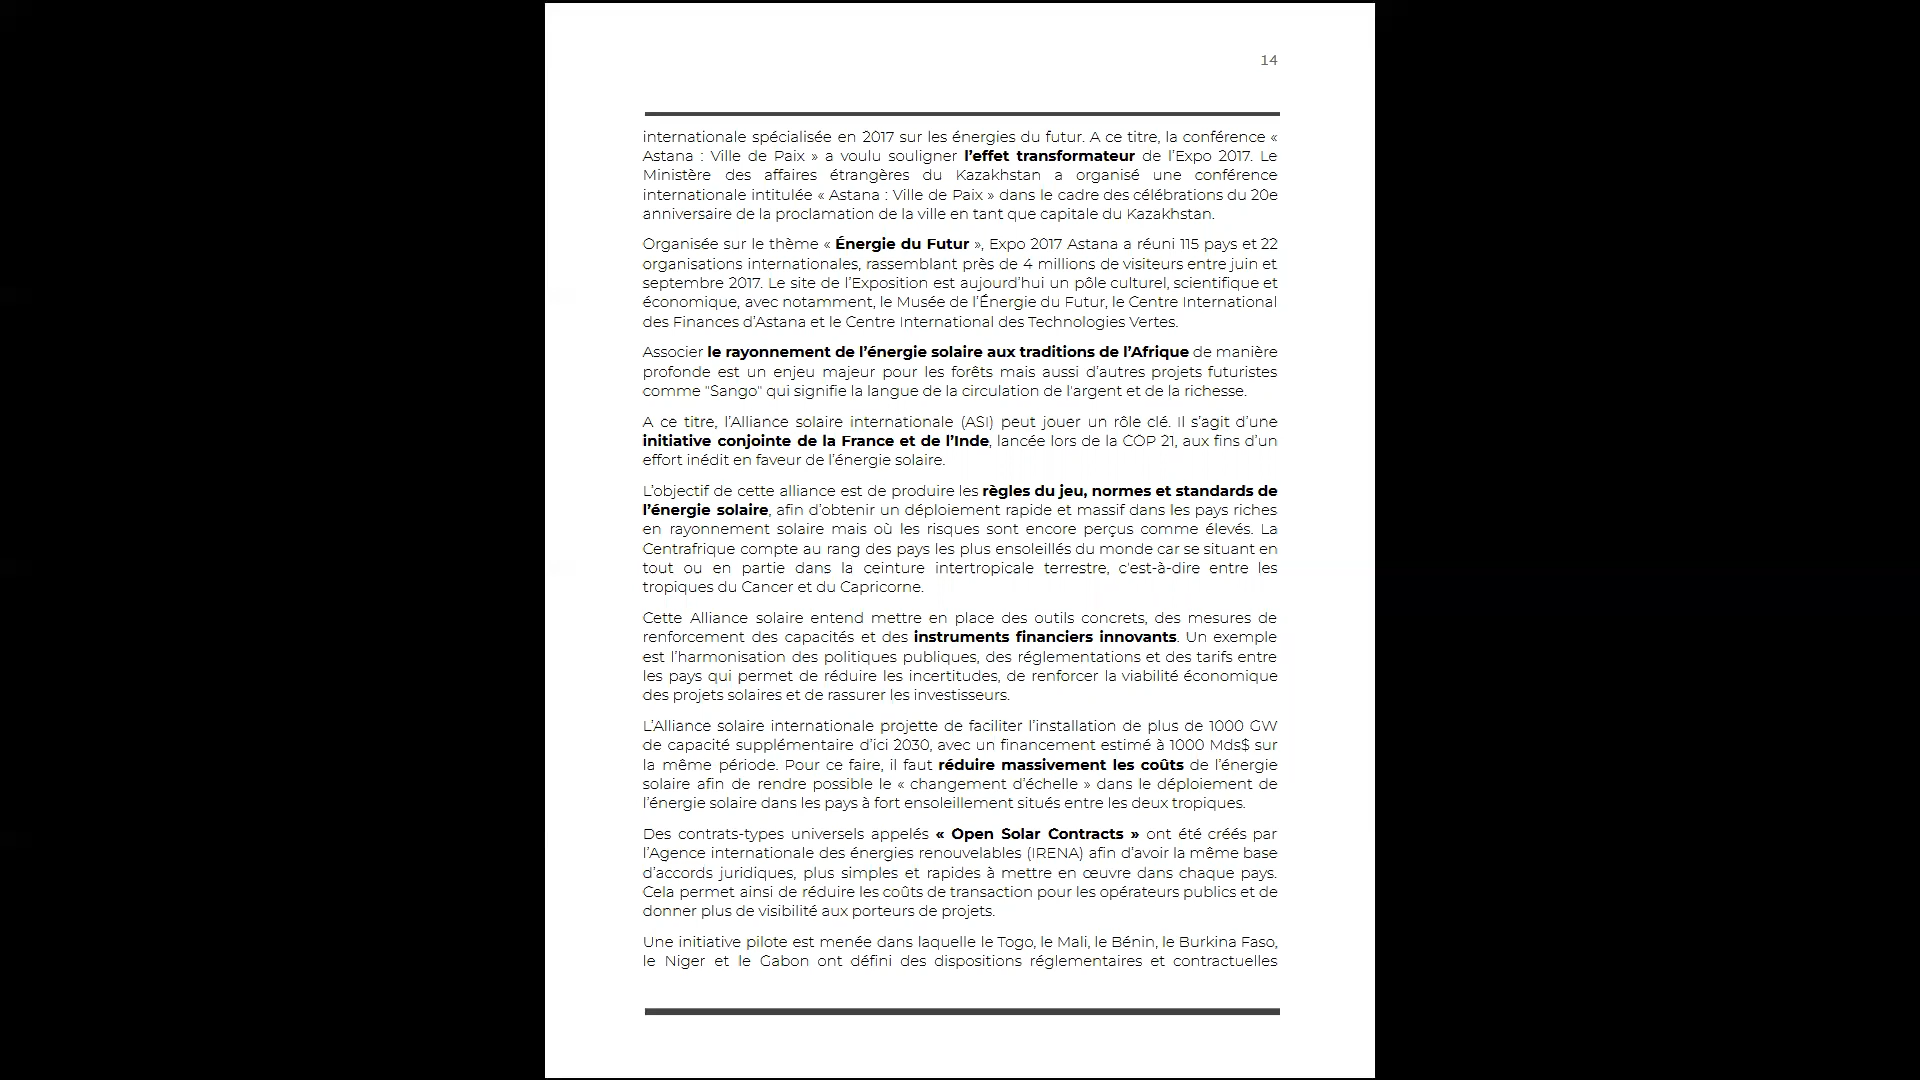 14
internationale spécialisée en 2017 sur les énergies du futur. A ce titre, la conférence «
Astana : Ville de Paix » a voulu souligner l’effet transformateur de l’Expo 2017. Le
Ministère des affaires étrangères du Kazakhstan a organisé une conférence
internationale intitulée « Astana : Ville de Paix » dans le cadre des célébrations du 20e
anniversaire de la proclamation de la ville en tant que capitale du Kazakhstan.
Organisée sur le thème « Énergie du Futur », Expo 2017 Astana a réuni 115 pays et 22
organisations internationales, rassemblant près de 4 millions de visiteurs entre juin et
septembre 2017. Le site de l’Exposition est aujourd’hui un pôle culturel, scientifique et
économique, avec notamment, le Musée de l’Énergie du Futur, le Centre International
des Finances d’Astana et le Centre International des Technologies Vertes.
Associer le rayonnement de l’énergie solaire aux traditions de l’Afrique de manière
profonde est un enjeu majeur pour les forêts mais aussi d’autres projets futuristes
comme "Sango" qui signifie la langue de la circulation de l'argent et de la richesse.
A ce titre, l’Alliance solaire internationale (ASI) peut jouer un rôle clé. Il s’agit d’une
initiative conjointe de la France et de l’Inde, lancée lors de la COP 21, aux fins d’un
effort inédit en faveur de l’énergie solaire.
L’objectif de cette alliance est de produire les règles du jeu, normes et standards de
l’énergie solaire, afin d’obtenir un déploiement rapide et massif dans les pays riches
en rayonnement solaire mais où les risques sont encore perçus comme élevés. La
Centrafrique compte au rang des pays les plus ensoleillés du monde car se situant en
tout ou en partie dans la ceinture intertropicale terrestre, c'est-à-dire entre les
tropiques du Cancer et du Capricorne.
Cette Alliance solaire entend mettre en place des outils concrets, des mesures de
renforcement des capacités et des instruments financiers innovants. Un exemple
est l’harmonisation des politiques publiques, des réglementations et des tarifs entre
les pays qui permet de réduire les incertitudes, de renforcer la viabilité économique
des projets solaires et de rassurer les investisseurs.
L’Alliance solaire internationale projette de faciliter l’installation de plus de 1000 GW
de capacité supplémentaire d’ici 2030, avec un financement estimé à 1000 Mds$ sur
la même période. Pour ce faire, il faut réduire massivement les coûts de l’énergie
solaire afin de rendre possible le « changement d’échelle » dans le déploiement de
l’énergie solaire dans les pays à fort ensoleillement situés entre les deux tropiques.
Des contrats-types universels appelés « Open Solar Contracts » ont été créés par
l’Agence internationale des énergies renouvelables (IRENA) afin d’avoir la même base
d’accords juridiques, plus simples et rapides à mettre en œuvre dans chaque pays.
Cela permet ainsi de réduire les coûts de transaction pour les opérateurs publics et de
donner plus de visibilité aux porteurs de projets.
Une initiative pilote est menée dans laquelle le Togo, le Mali, le Bénin, le Burkina Faso,
le Niger et le Gabon ont défini des dispositions réglementaires et contractuelles